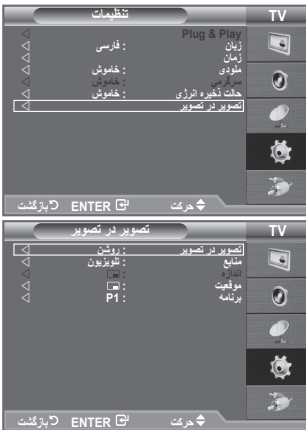 تنظیمات TV
Plug & Play
زبان : فارسی
زمان
ملودی : خاموش
سرگرمی : خاموش
حالت ذخیره انرژی : خاموش
تصویر در تصویر
حرکت ENTER بازگشت
تصویر در تصویر TV
تصویر در تصویر : روشن
منابع : تلویزیون
اندازه :
موقعیت :
برنامه : P1
حرکت ENTER بازگشت